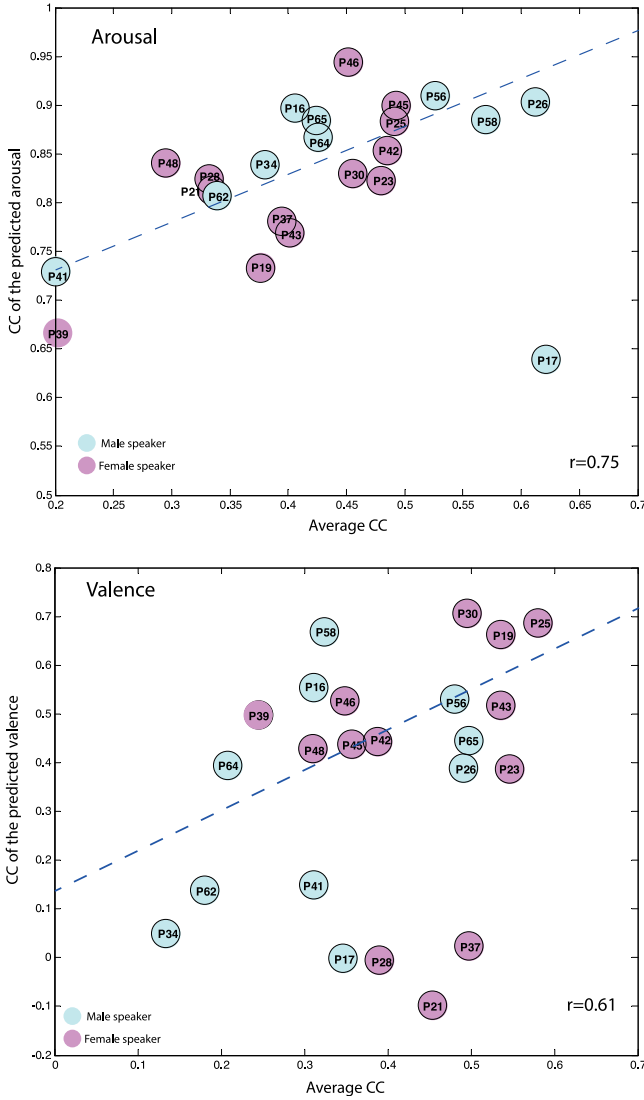 Arousal
CC of the predicted arousal
1
0.95
0.9
0.85
0.8
0.75
0.7
0.65
0.6
0.55
0.5
P46
P56
P26
P16
P45
P65
P58
P25
P64
P42
P48
P34
P30
P28
P23
P21
P62
P37
P43
P19
P41
P39
P17
Male speaker
Female speaker
r=0.75
0.2 0.25 0.3 0.35 0.4 0.45 0.5 0.55 0.6 0.65 0.7
Average CC
Valence
CC of the predicted valence
0.8
0.7
0.6
0.5
0.4
0.3
0.2
0.1
0
-0.1
-0.2
P30
P25
P58
P19
P16
P46
P56
P43
P39
P48
P45
P42
P65
P64
P26
P23
P62
P41
P34
P37
P17
P28
P21
Male speaker
Female speaker
r=0.61
0 0.1 0.2 0.3 0.4 0.5 0.6 0.7
Average CC